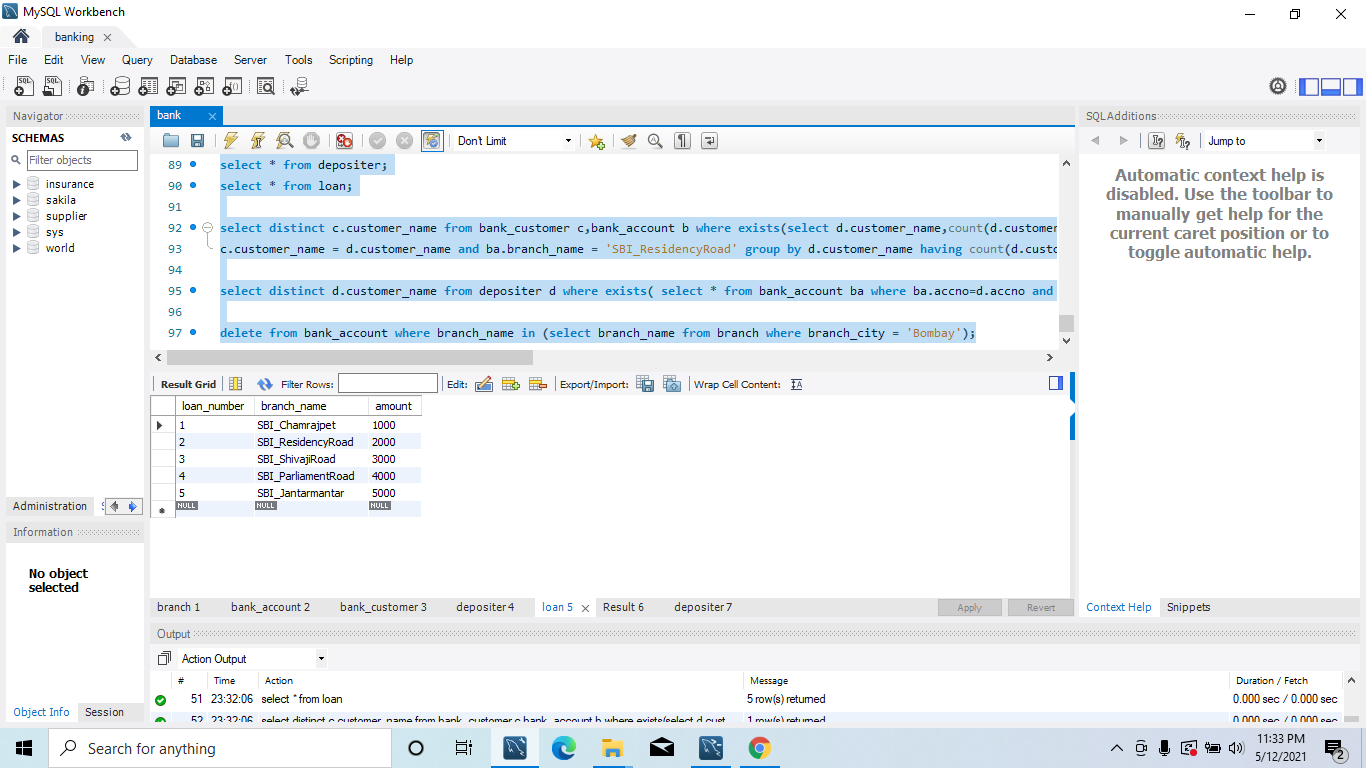 MySQL Workbench
banking
File Edit View Query Database Server Tools Scripting Help
Navigator
SCHEMAS
Filter objects
insurance
sakila
supplier
sys
world
Administration
Information
No object
selected
Object Info Session
bank
Don't Limit
89 select * from depositer;
90 select * from loan;
91
92 select distinct c.customer_name from bank_customer c,bank_account b where exists(select d.customer_name,count(d.customer
93 c.customer_name = d.customer_name and ba.branch_name = 'SBI_ResidencyRoad' group by d.customer_name having count(d.custo
94
95 select distinct d.customer_name from depositer d where exists( select * from bank_account ba where ba.accno=d.accno and
96
97 delete from bank_account where branch_name in (select branch_name from branch where branch_city = 'Bombay');
Result Grid Filter Rows: Edit: Export/Import: Wrap Cell Content:
loan_number branch_name amount
1 SBI_Chamrajpet 1000
2 SBI_ResidencyRoad 2000
3 SBI_ShivajiRoad 3000
4 SBI_ParliamentRoad 4000
5 SBI_Jantarmantar 5000
NULL NULL NULL
branch 1 bank_account 2 bank_customer 3 depositer 4 loan 5 Result 6 depositer 7 Apply Revert
Output
Action Output
# Time Action Message Duration / Fetch
51 23:32:06 select * from loan 5 row(s) returned 0.000 sec / 0.000 sec
52 23:32:06 select distinct c.customer_name from bank_customer c,bank_account b where exists(select d.cust... 1 row(s) returned 0.000 sec / 0.000 sec
SQLAdditions
Jump to
Automatic context help is
disabled. Use the toolbar to
manually get help for the
current caret position or to
toggle automatic help.
Context Help Snippets
Search for anything
11:33 PM
5/12/2021
2